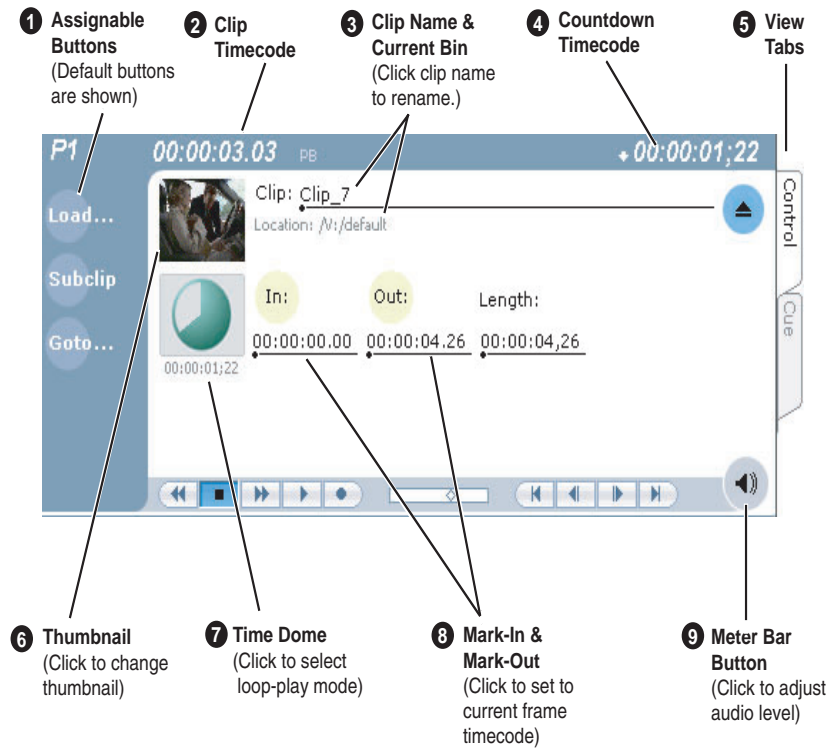 1 Assignable
Buttons
(Default buttons
are shown)
2 Clip
Timecode
3 Clip Name &
Current Bin
(Click clip name
to rename.)
4 Countdown
Timecode
5 View
Tabs
P1 00:00:03.03 PB 00:00:01;22
Load...
Subclip
Goto...
Clip: Clip_7
Location: /V:/default
In: Out: Length:
00:00:00.00 00:00:04.26 00:00:04,26
00:00:01;22
Control
Cue
6 Thumbnail
(Click to change
thumbnail)
7 Time Dome
(Click to select
loop-play mode)
8 Mark-In &
Mark-Out
(Click to set to
current frame
timecode)
9 Meter Bar
Button
(Click to adjust
audio level)